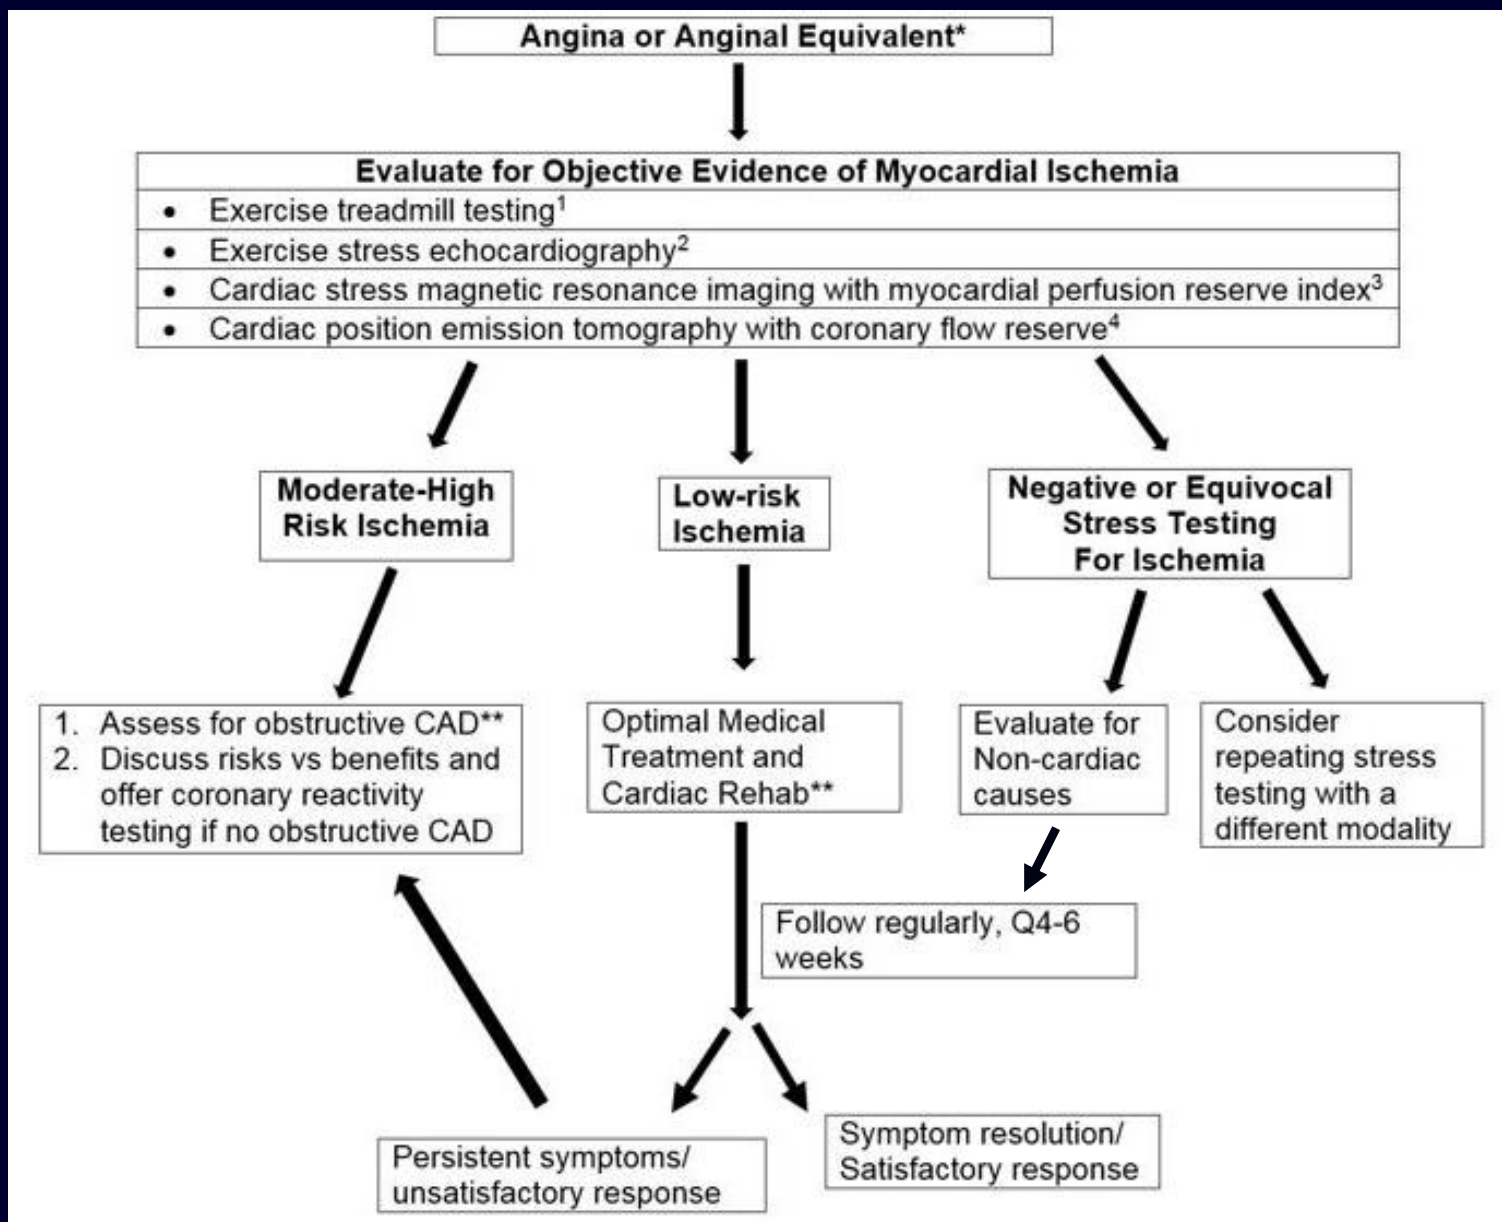 Angina or Anginal Equivalent*
Evaluate for Objective Evidence of Myocardial Ischemia
• Exercise treadmill testing1
• Exercise stress echocardiography2
• Cardiac stress magnetic resonance imaging with myocardial perfusion reserve index3
• Cardiac position emission tomography with coronary flow reserve4
Moderate-High
Risk Ischemia
Low-risk
Ischemia
Negative or Equivocal
Stress Testing
For Ischemia
1. Assess for obstructive CAD**
2. Discuss risks vs benefits and
offer coronary reactivity
testing if no obstructive CAD
Optimal Medical
Treatment and
Cardiac Rehab**
Evaluate for
Non-cardiac
causes
Consider
repeating stress
testing with a
different modality
Follow regularly, Q4-6
weeks
Persistent symptoms/
unsatisfactory response
Symptom resolution/
Satisfactory response